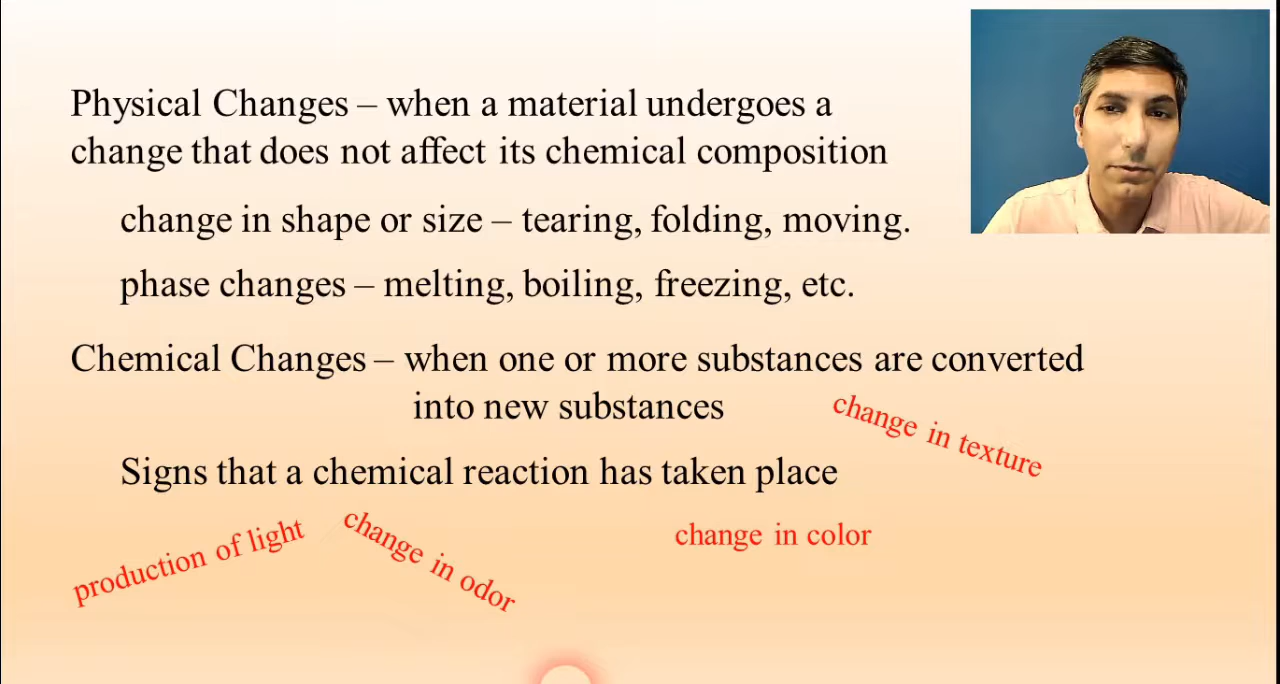 Physical Changes – when a material undergoes a
change that does not affect its chemical composition
change in shape or size – tearing, folding, moving.
phase changes – melting, boiling, freezing, etc.
Chemical Changes – when one or more substances are converted
into new substances
change in texture
Signs that a chemical reaction has taken place
production of light
change in odor
change in color